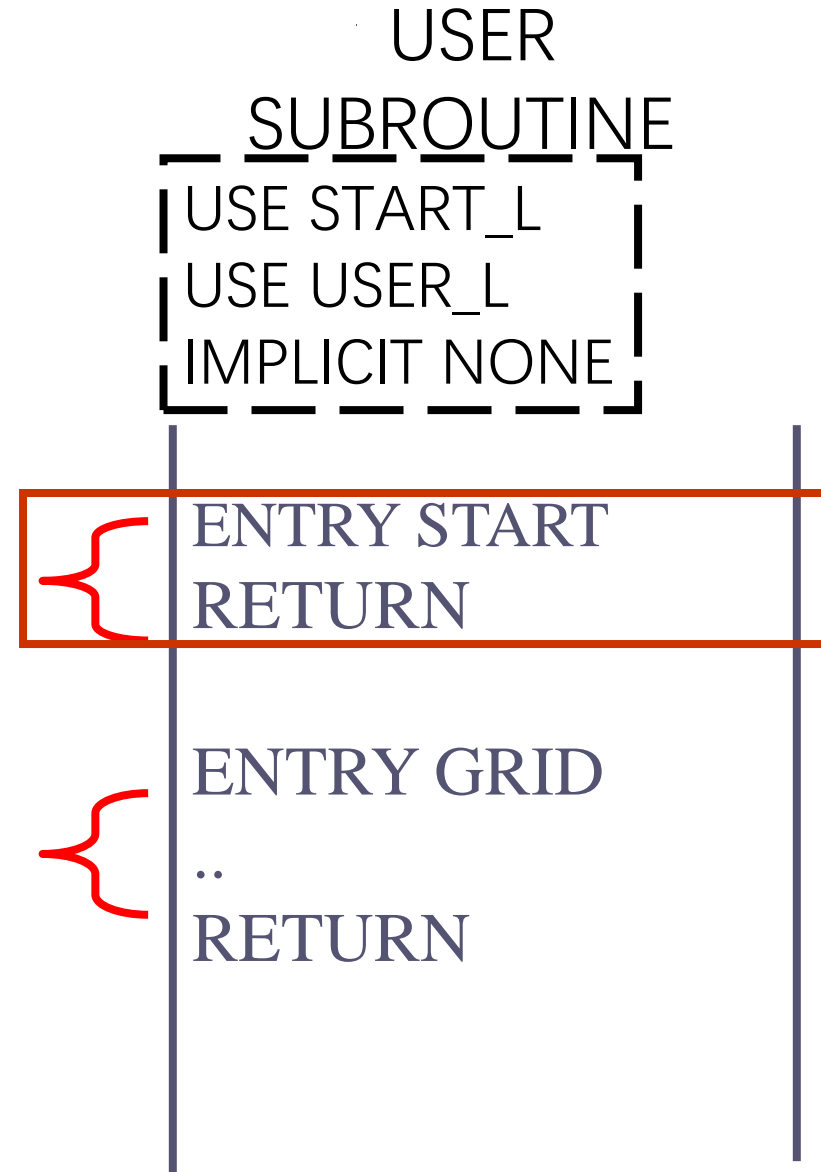 USER
SUBROUTINE
USE START_L
USE USER_L
IMPLICIT NONE
ENTRY START
RETURN
ENTRY GRID
..
RETURN